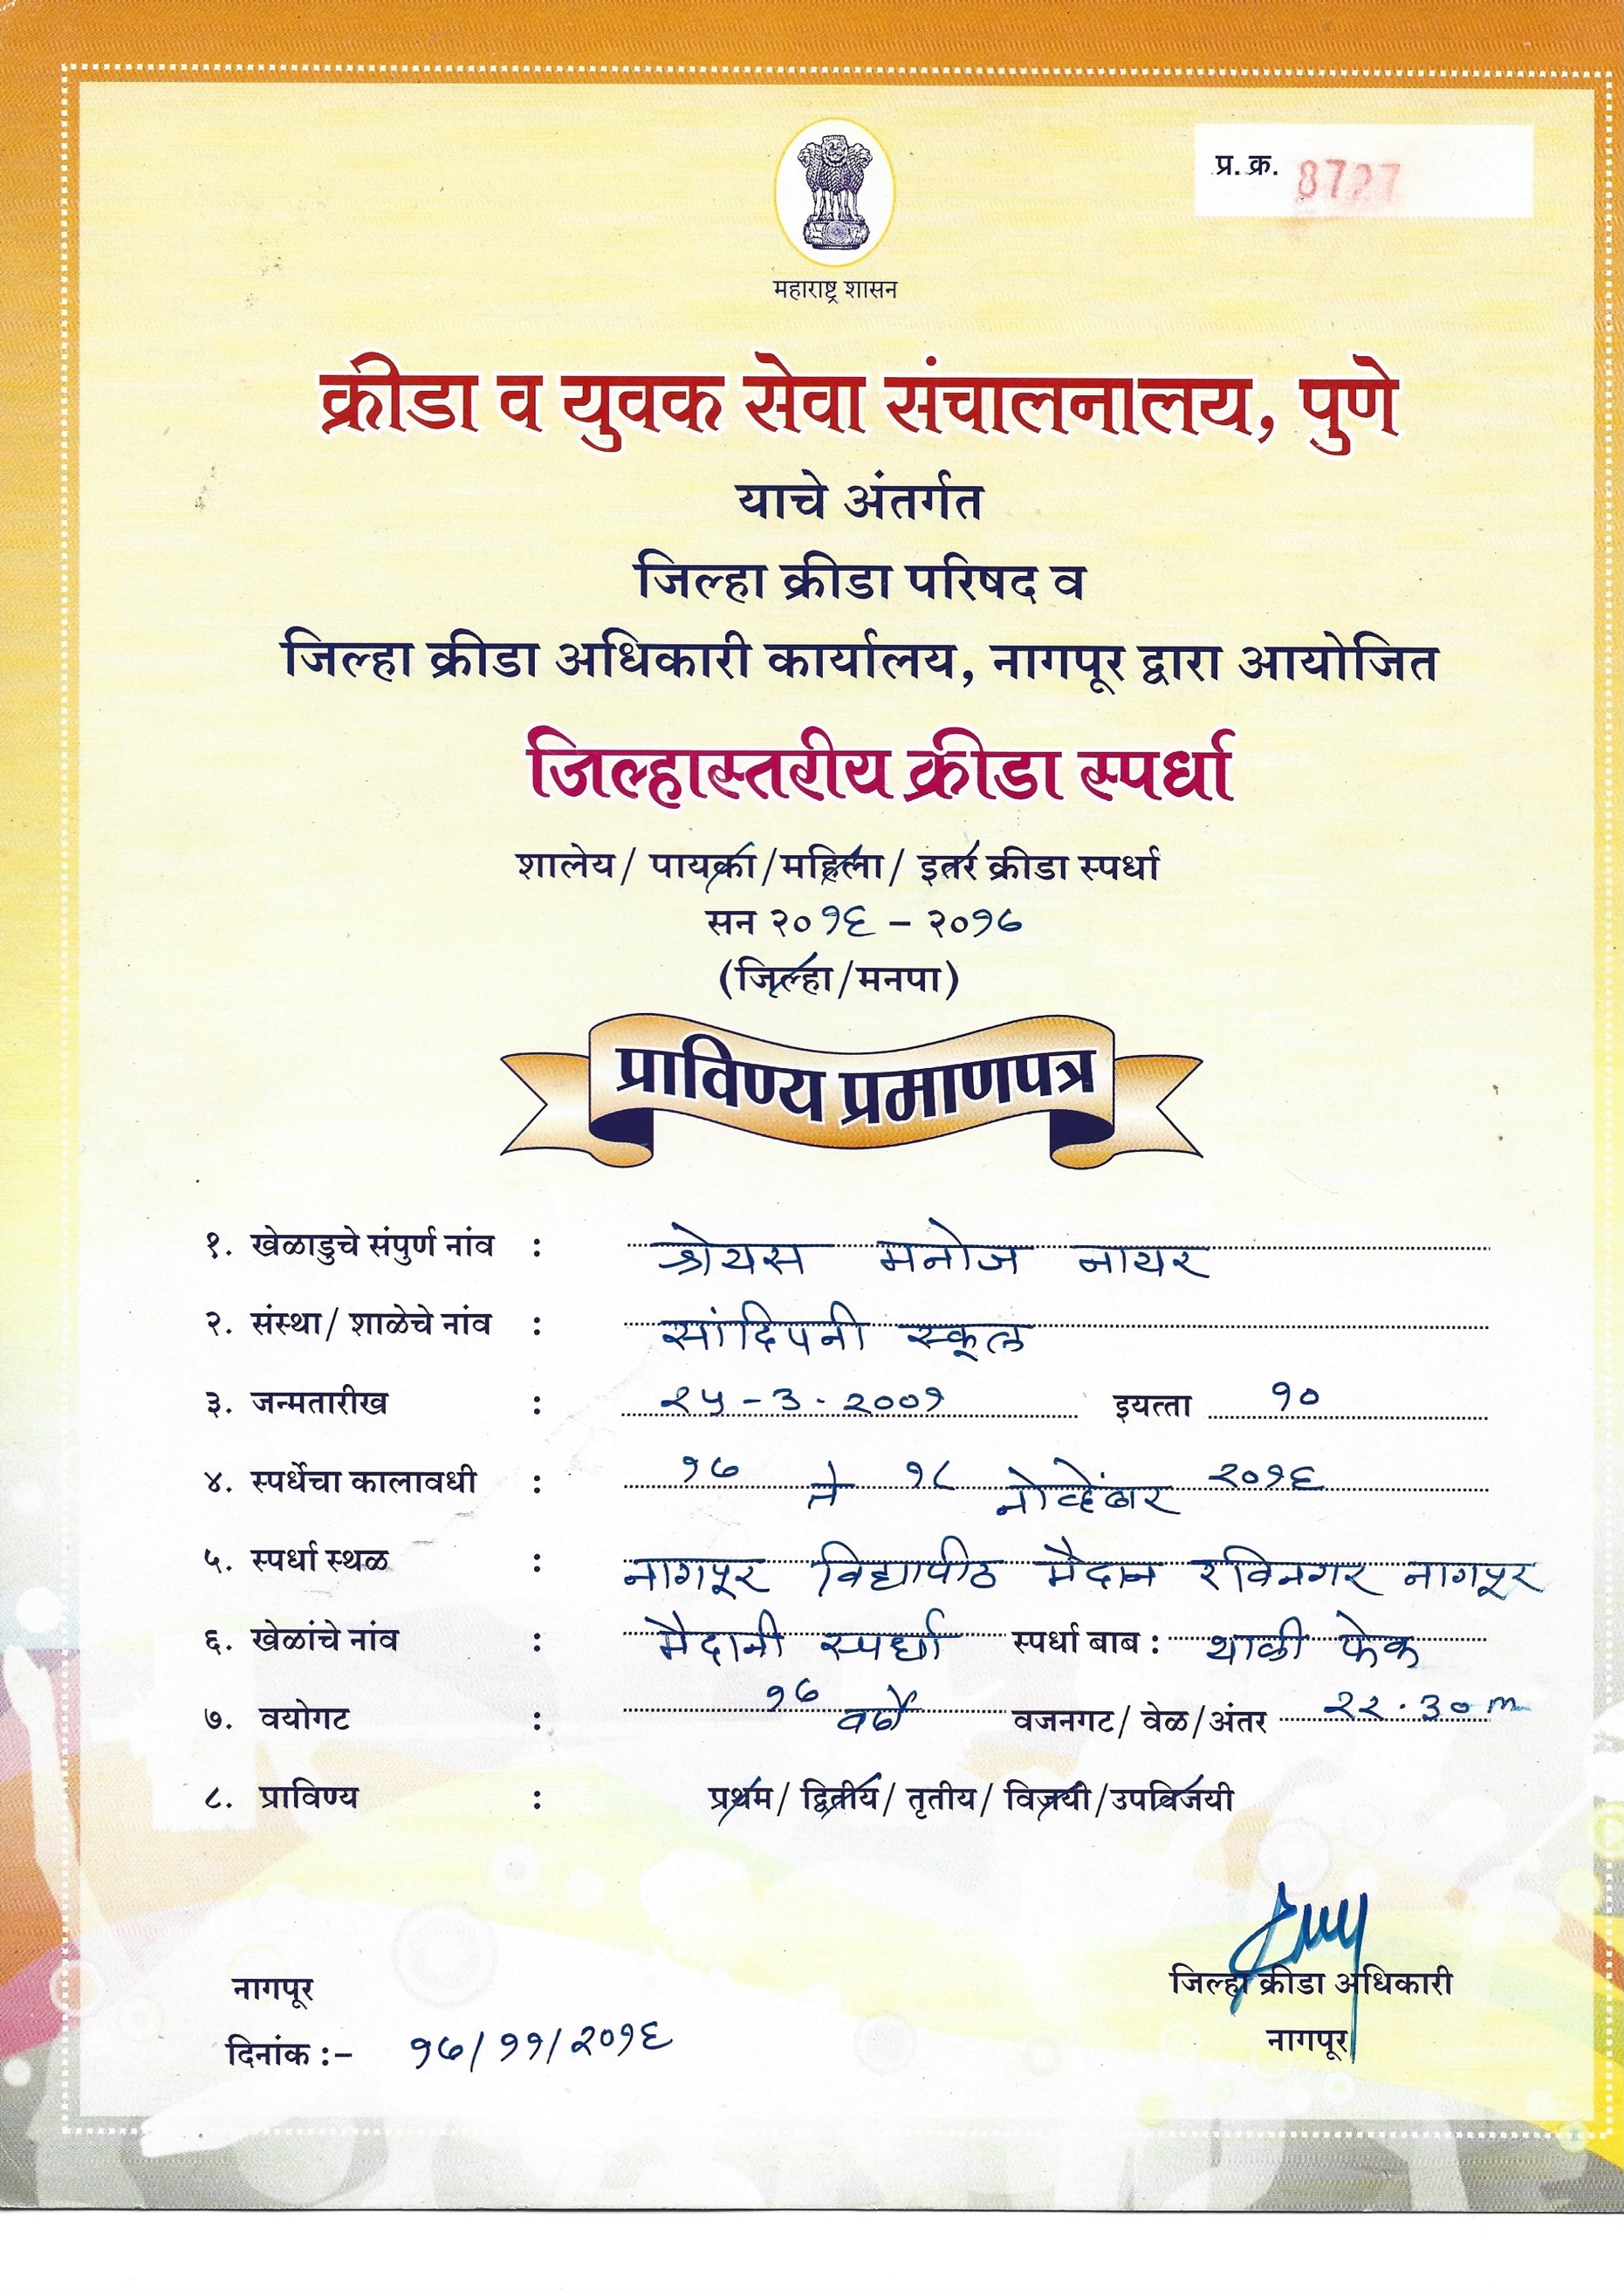 प्र. क्र. 8727
महाराष्ट्र शासन
क्रीडा व युवक सेवा संचालनालय, पुणे
याचे अंतर्गत
जिल्हा क्रीडा परिषद व
जिल्हा क्रीडा अधिकारी कार्यालय, नागपूर द्वारा आयोजित
जिल्हास्तरीय क्रीडा स्पर्धा
शालेय/ पायका/महिला/ इतर क्रीडा स्पर्धा
सन २०१६ – २०१७
(जिल्हा/मनपा)
प्राविण्य प्रमाणपत्र
१. खेळाडुचे संपुर्ण नांव : श्रेयस मनोज नायर
२. संस्था/ शाळेचे नांव : सांदिपनी स्कूल
३. जन्मतारीख : २५-3-२००१ इयत्ता १०
४. स्पर्धेचा कालावधी : १७ ते १८ नोव्हेंबर २०१६
५. स्पर्धा स्थळ : नागपूर विद्यापीठ मैदान रविनगर नागपूर
६. खेळांचे नांव : मैदानी स्पर्धा स्पर्धा बाब : थाळी फेक
७. वयोगट : १७ वर्षे वजनगट/ वेळ/अंतर २२.३० m
८. प्राविण्य : प्रथम/ द्वितीय/ तृतीय/ विजयी/उपविजयी
जिल्हा क्रीडा अधिकारी
नागपूर
नागपूर
दिनांक :– १७/११/२०१६